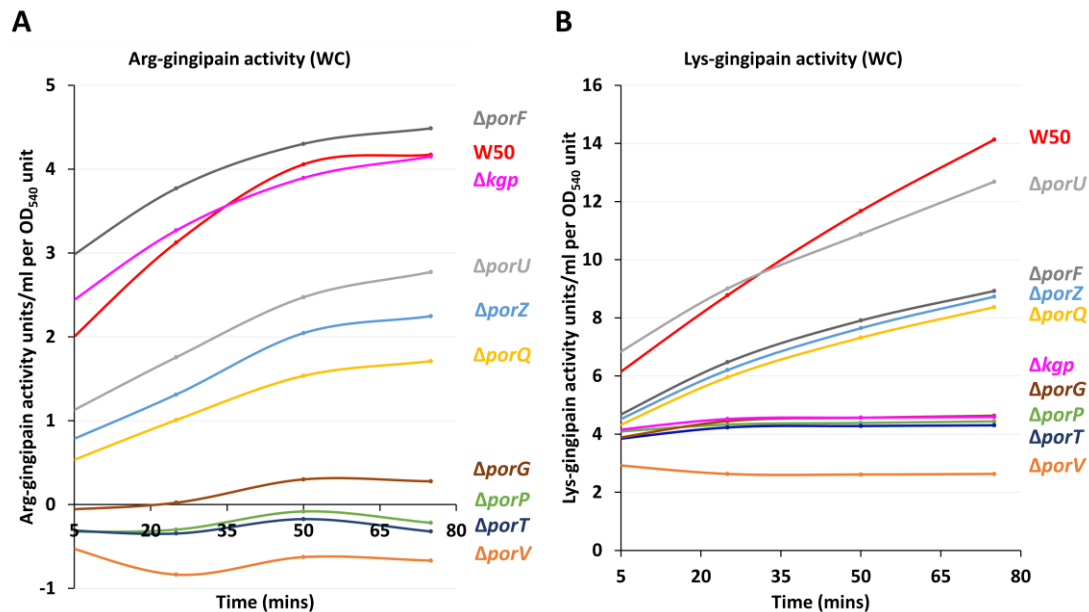 A
Arg-gingipain activity (WC)
Arg-gingipain activity units/ml per OD540 unit
5
4
3
2
1
0
-1
5
20
35
50
65
80
Time (mins)
ΔporF
W50
Δkgp
ΔporU
ΔporZ
ΔporQ
ΔporG
ΔporP
ΔporT
ΔporV
B
Lys-gingipain activity (WC)
Lys-gingipain activity units/ml per OD540 unit
16
14
12
10
8
6
4
2
0
5
20
35
50
65
80
Time (mins)
W50
ΔporU
ΔporF
ΔporZ
ΔporQ
Δkgp
ΔporG
ΔporP
ΔporT
ΔporV